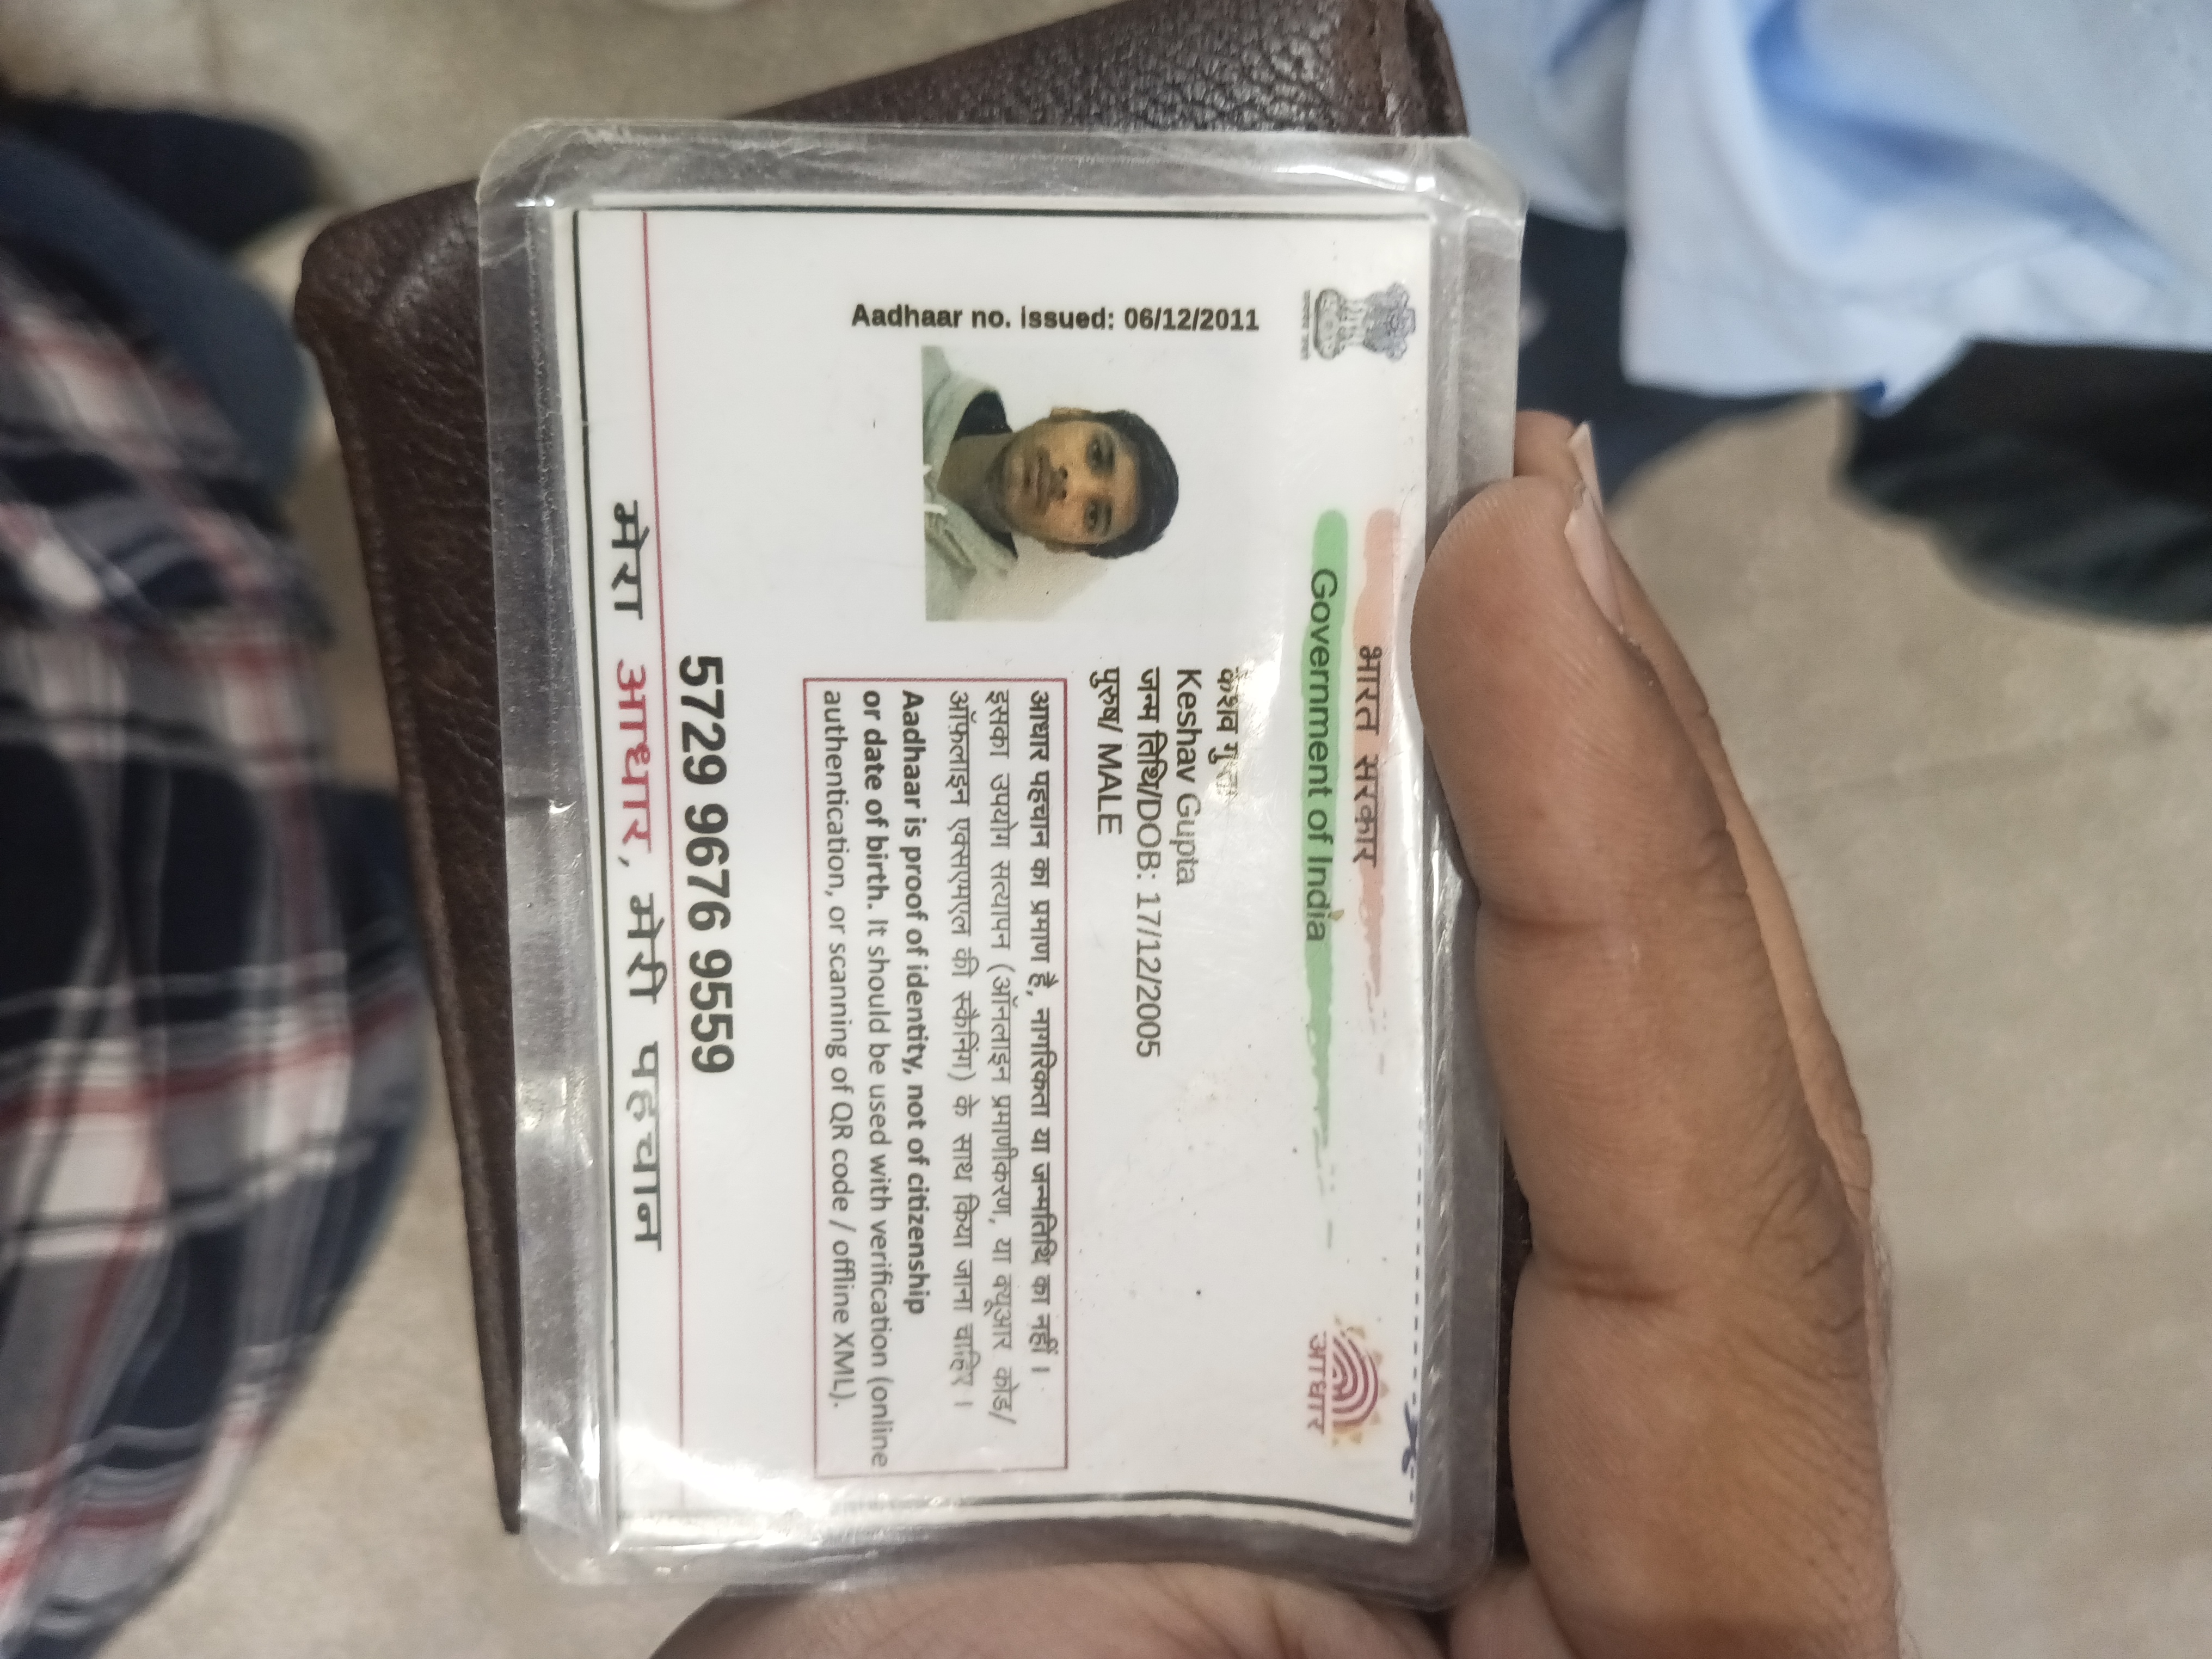 भारत सरकार
Government of India
आधार
Aadhaar no. issued: 06/12/2011
केशव गुप्ता
Keshav Gupta
जन्म तिथि/DOB: 17/12/2005
पुरुष/ MALE
आधार पहचान का प्रमाण है, नागरिकता या जन्मतिथि का नहीं।
इसका उपयोग सत्यापन (ऑनलाइन प्रमाणीकरण, या क्यूआर कोड/
ऑफ़लाइन एक्सएमएल की स्कैनिंग) के साथ किया जाना चाहिए।
Aadhaar is proof of identity, not of citizenship
or date of birth. It should be used with verification (online
authentication, or scanning of QR code / offline XML).
5729 9676 9559
मेरा आधार, मेरी पहचान